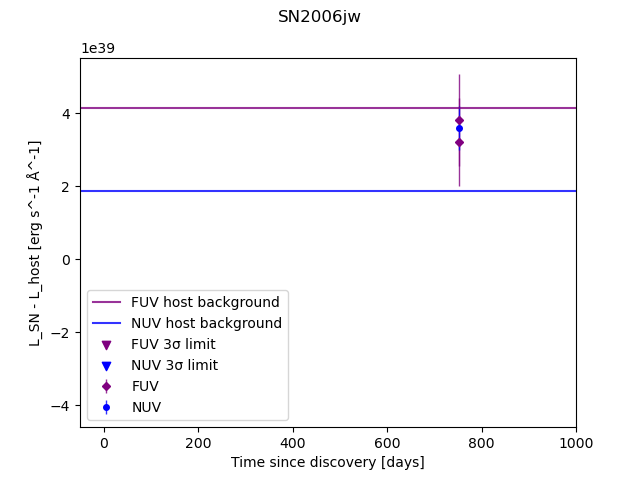 SN2006jw
1e39
L_SN - L_host [erg s^-1 Å^-1]
4
2
0
−2
−4
FUV host background
NUV host background
FUV 3σ limit
NUV 3σ limit
FUV
NUV
0 200 400 600 800 1000
Time since discovery [days]